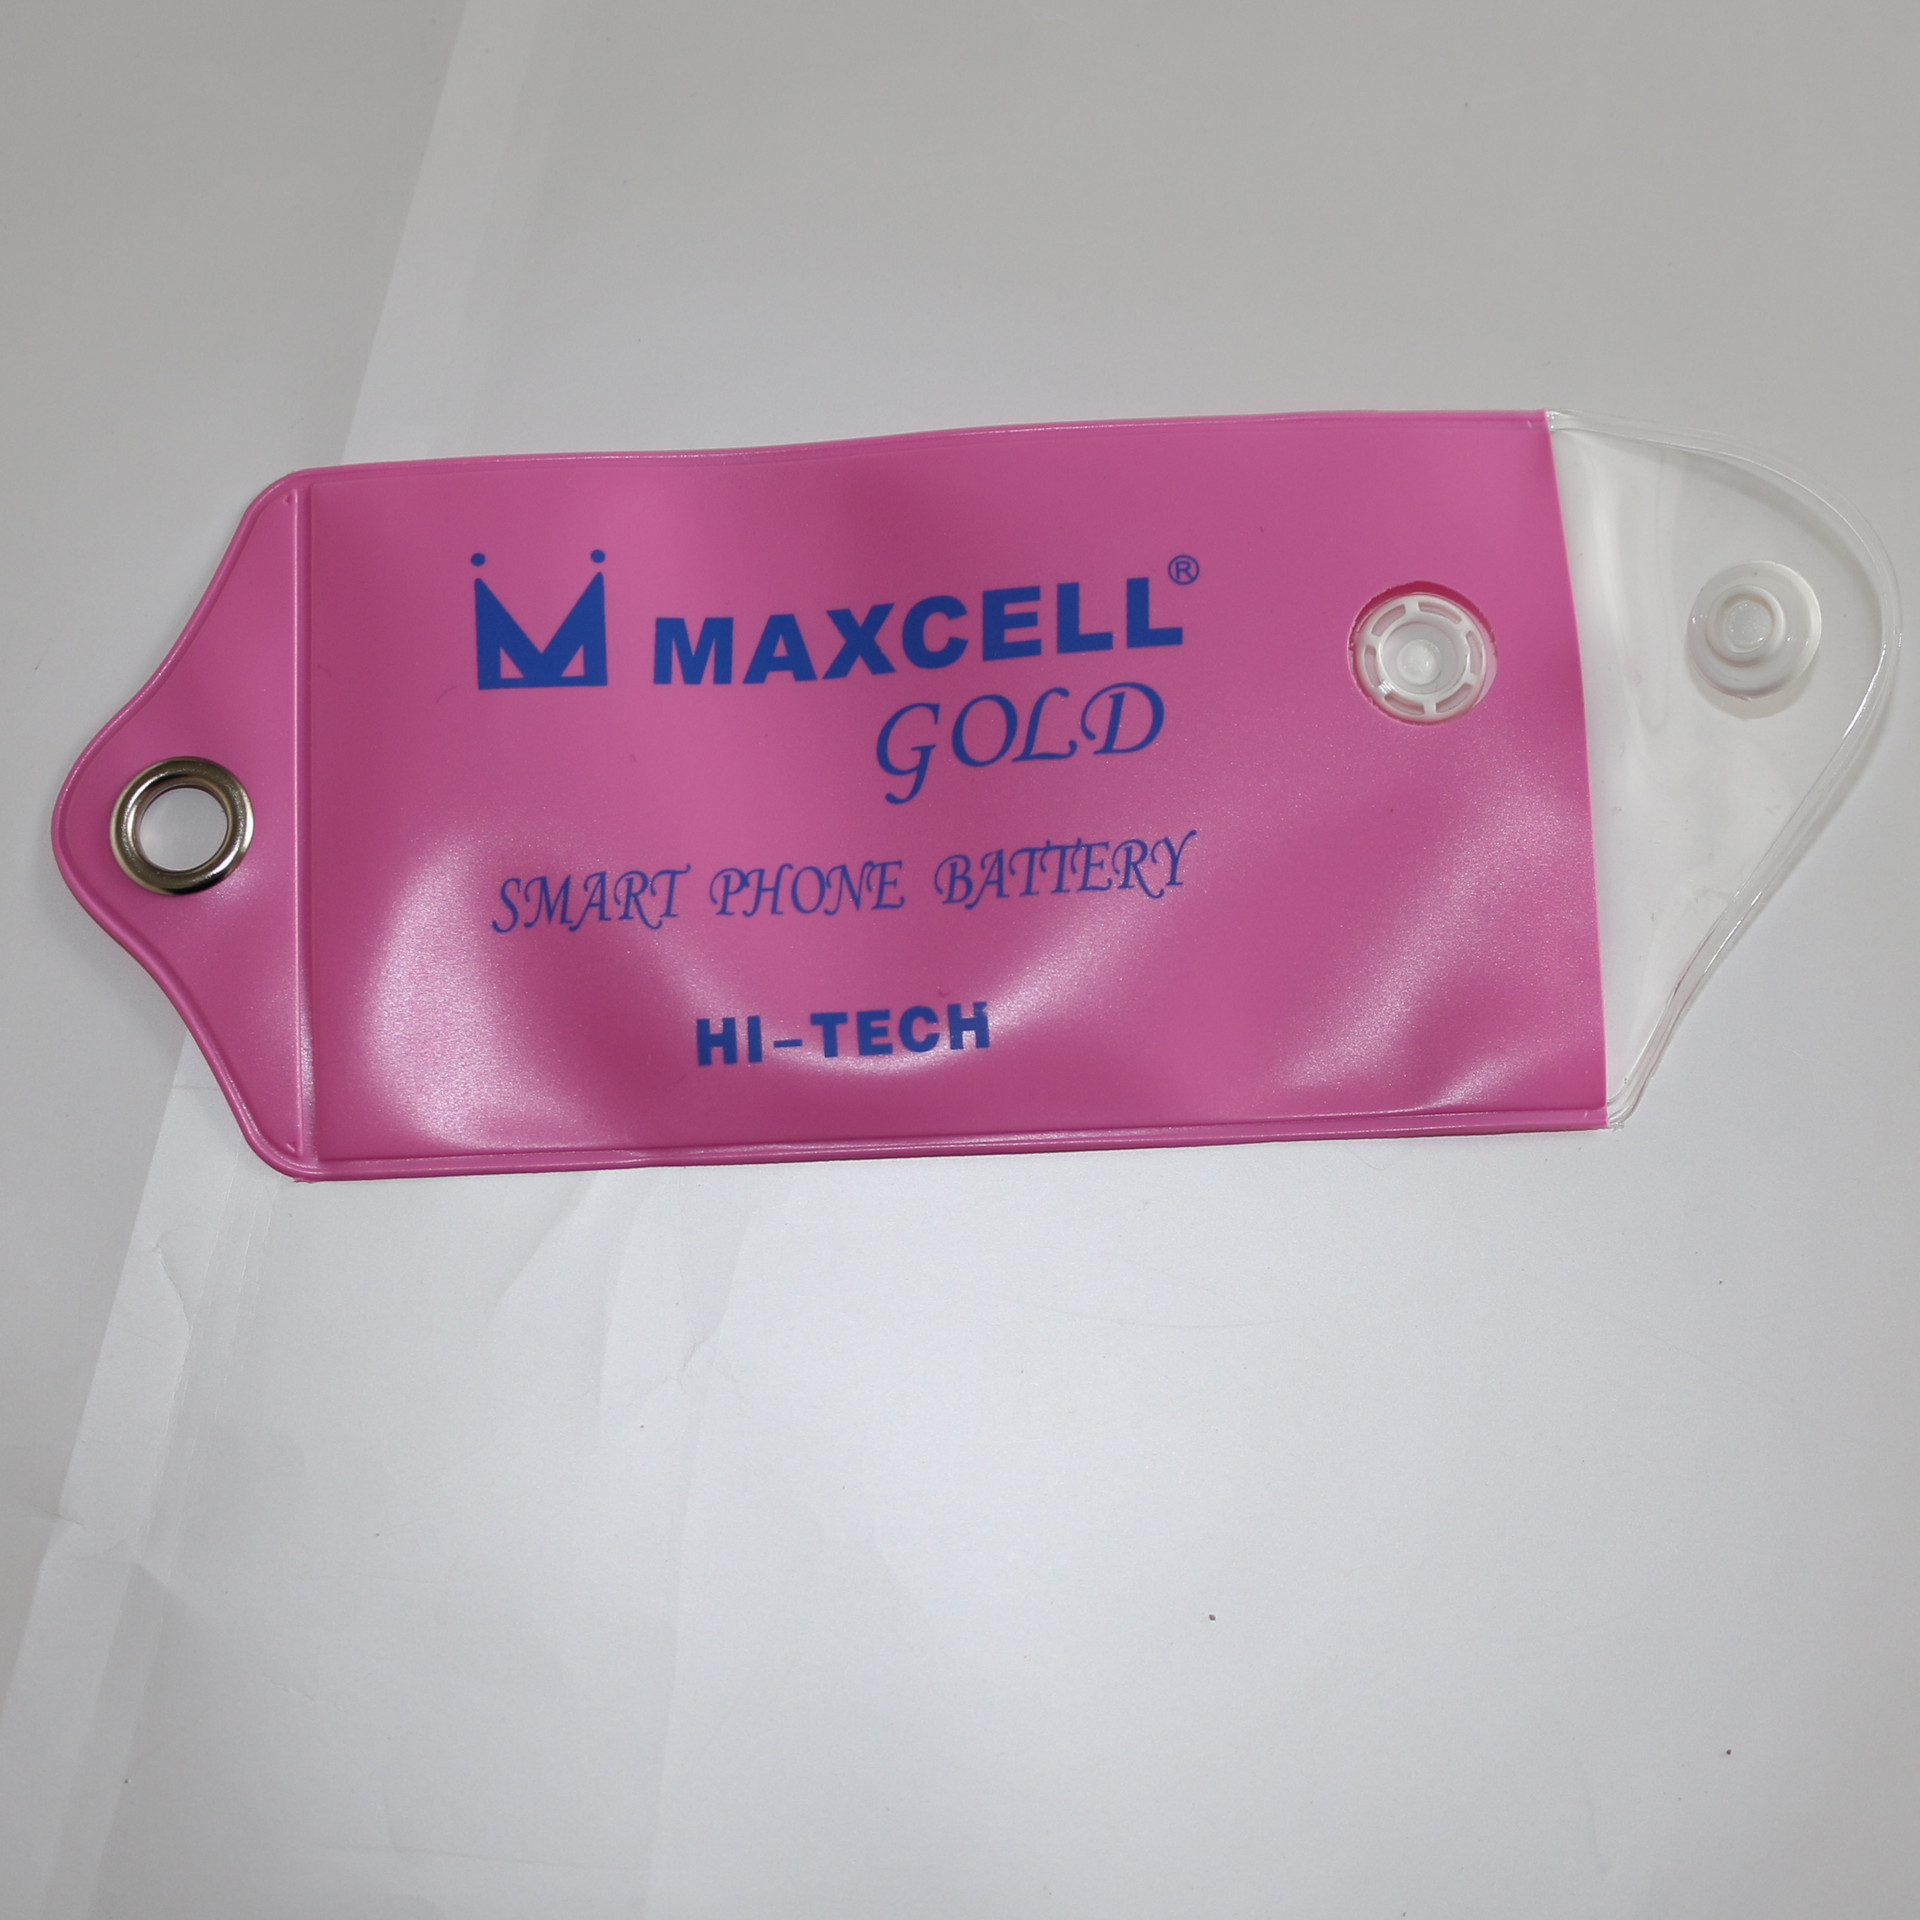 MAXCELL®
GOLD
SMART PHONE BATTERY
HI-TECH